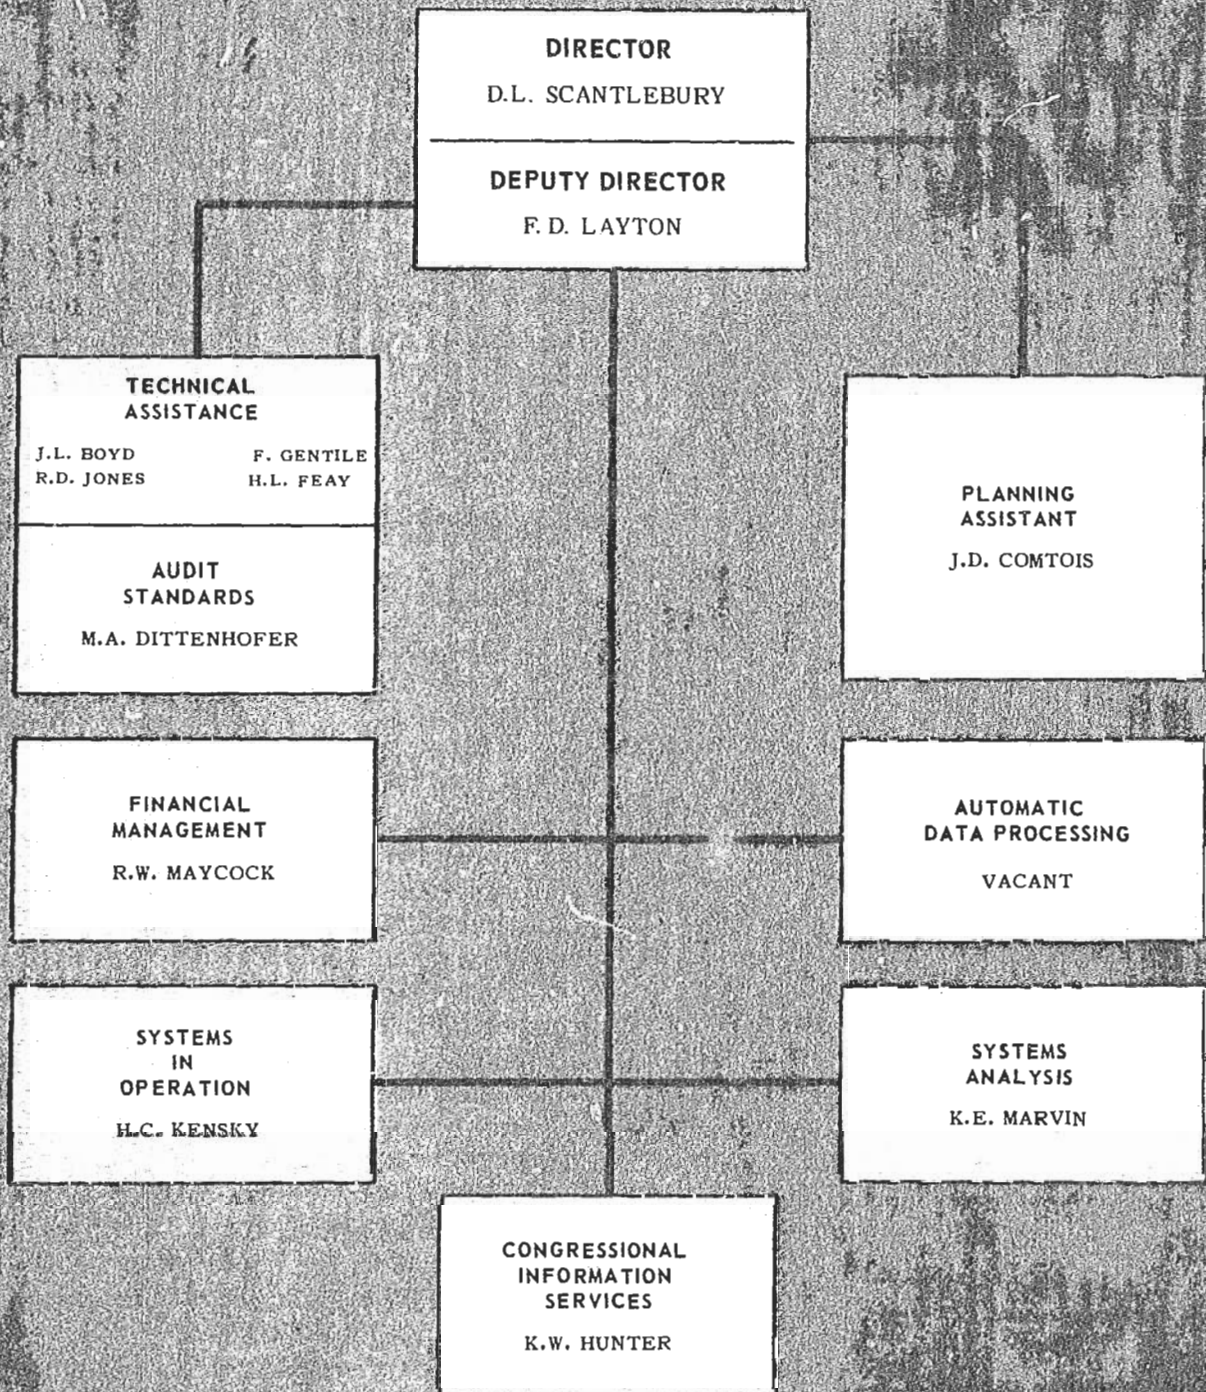 DIRECTOR
D.L. SCANTLEBURY
DEPUTY DIRECTOR
F. D. LAYTON
TECHNICAL
ASSISTANCE
J.L. BOYD F. GENTILE
R.D. JONES H.L. FEAY
AUDIT
STANDARDS
M.A. DITTENHOFER
PLANNING
ASSISTANT
J.D. COMTOIS
FINANCIAL
MANAGEMENT
R.W. MAYCOCK
AUTOMATIC
DATA PROCESSING
VACANT
SYSTEMS
IN
OPERATION
H.C. KENSKY
SYSTEMS
ANALYSIS
K.E. MARVIN
CONGRESSIONAL
INFORMATION
SERVICES
K.W. HUNTER